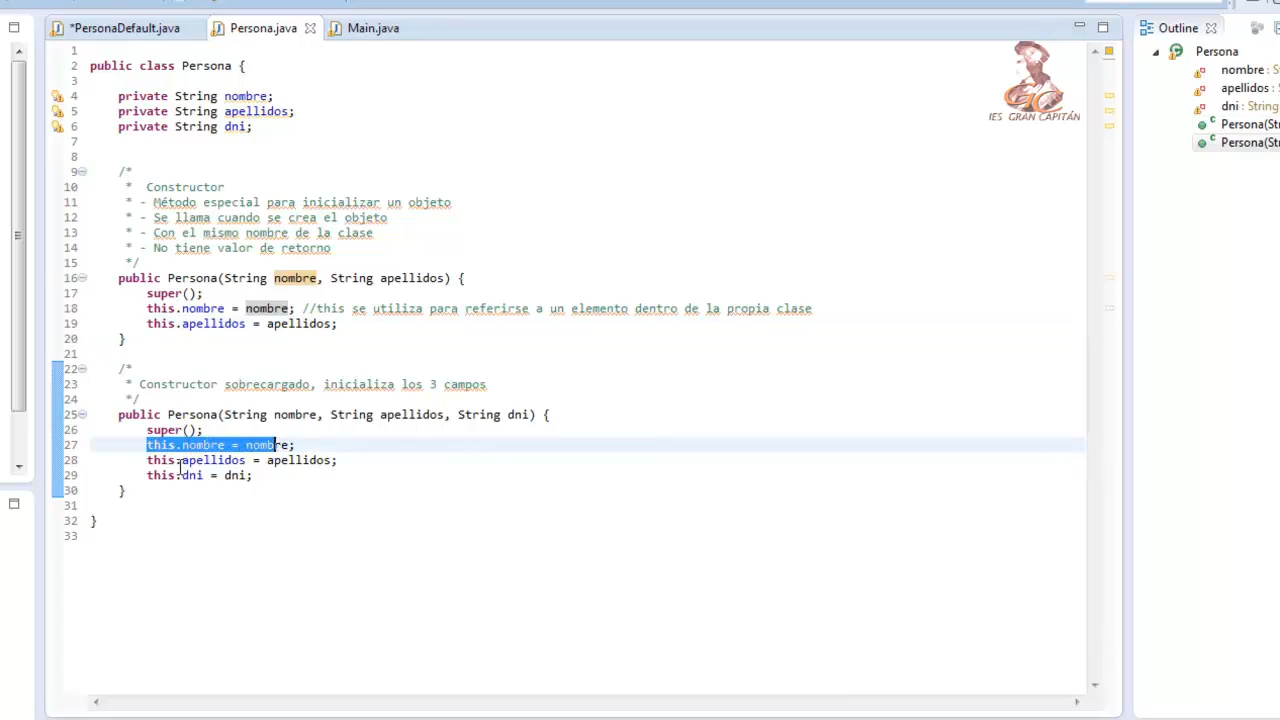 *PersonaDefault.java Persona.java Main.java Outline
1
2 public class Persona {
3
4 private String nombre;
5 private String apellidos;
6 private String dni;
7
8
9 /*
10 * Constructor
11 * - Método especial para inicializar un objeto
12 * - Se llama cuando se crea el objeto
13 * - Con el mismo nombre de la clase
14 * - No tiene valor de retorno
15 */
16 public Persona(String nombre, String apellidos) {
17 super();
18 this.nombre = nombre; //this se utiliza para referirse a un elemento dentro de la propia clase
19 this.apellidos = apellidos;
20 }
21
22 /*
23 * Constructor sobrecargado, inicializa los 3 campos
24 */
25 public Persona(String nombre, String apellidos, String dni) {
26 super();
27 this.nombre = nombre;
28 this.apellidos = apellidos;
29 this.dni = dni;
30 }
31
32 }
33
GC
IES GRAN CAPITÁN
Persona
nombre : S
apellidos :
dni : String
Persona(St
Persona(St